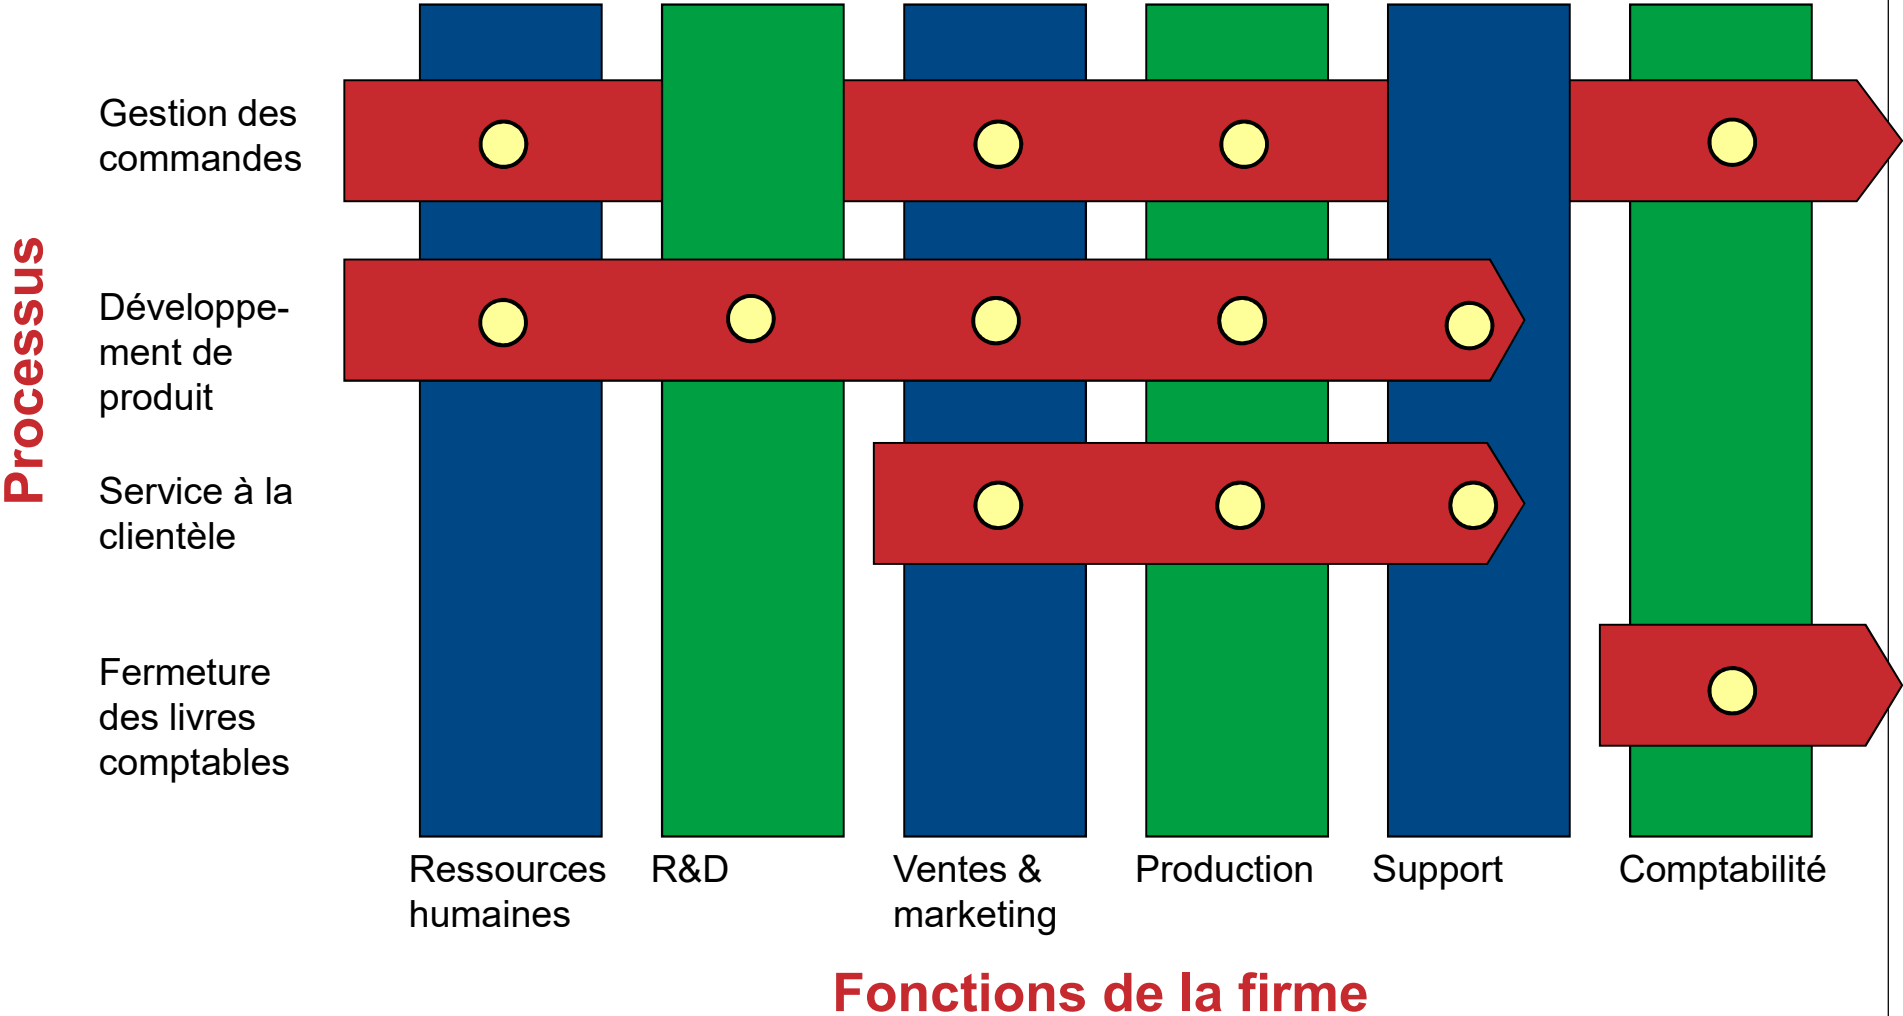 Processus
Gestion des
commandes
Développe-
ment de
produit
Service à la
clientèle
Fermeture
des livres
comptables
Ressources
humaines
R&D
Ventes &
marketing
Production
Support
Comptabilité
Fonctions de la firme